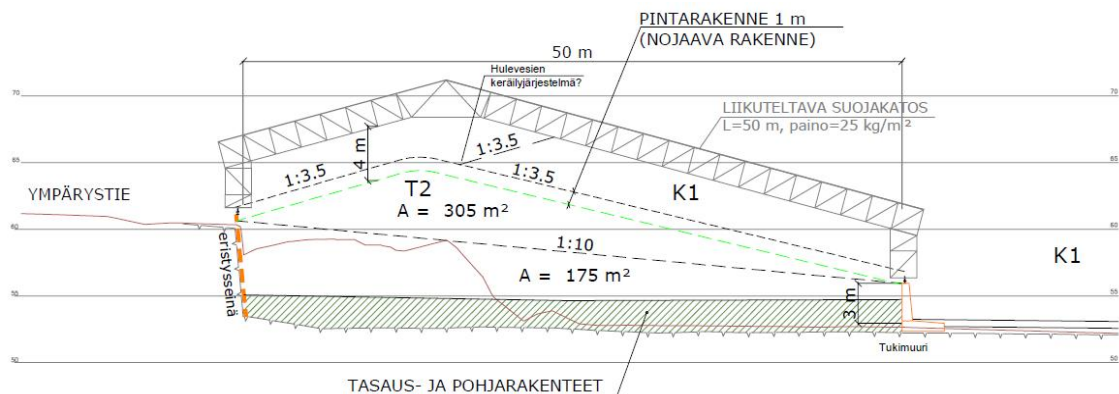 PINTARAKENNE 1 m
(NOJAAVA RAKENNE)
50 m
Hulevesien
keräilyjärjestelmä?
70
70
LIIKUTELTAVA SUOJAKATOS
L=50 m, paino=25 kg/m²
4 m
65
65
1:3.5
1:3.5
1:3.5
YMPÄRYSTIE
T2
K1
A = 305 m²
60
60
1:10
K1
eristysseinä
A = 175 m²
55
55
3 m
Tukimuuri
50
50
TASAUS- JA POHJARAKENTEET